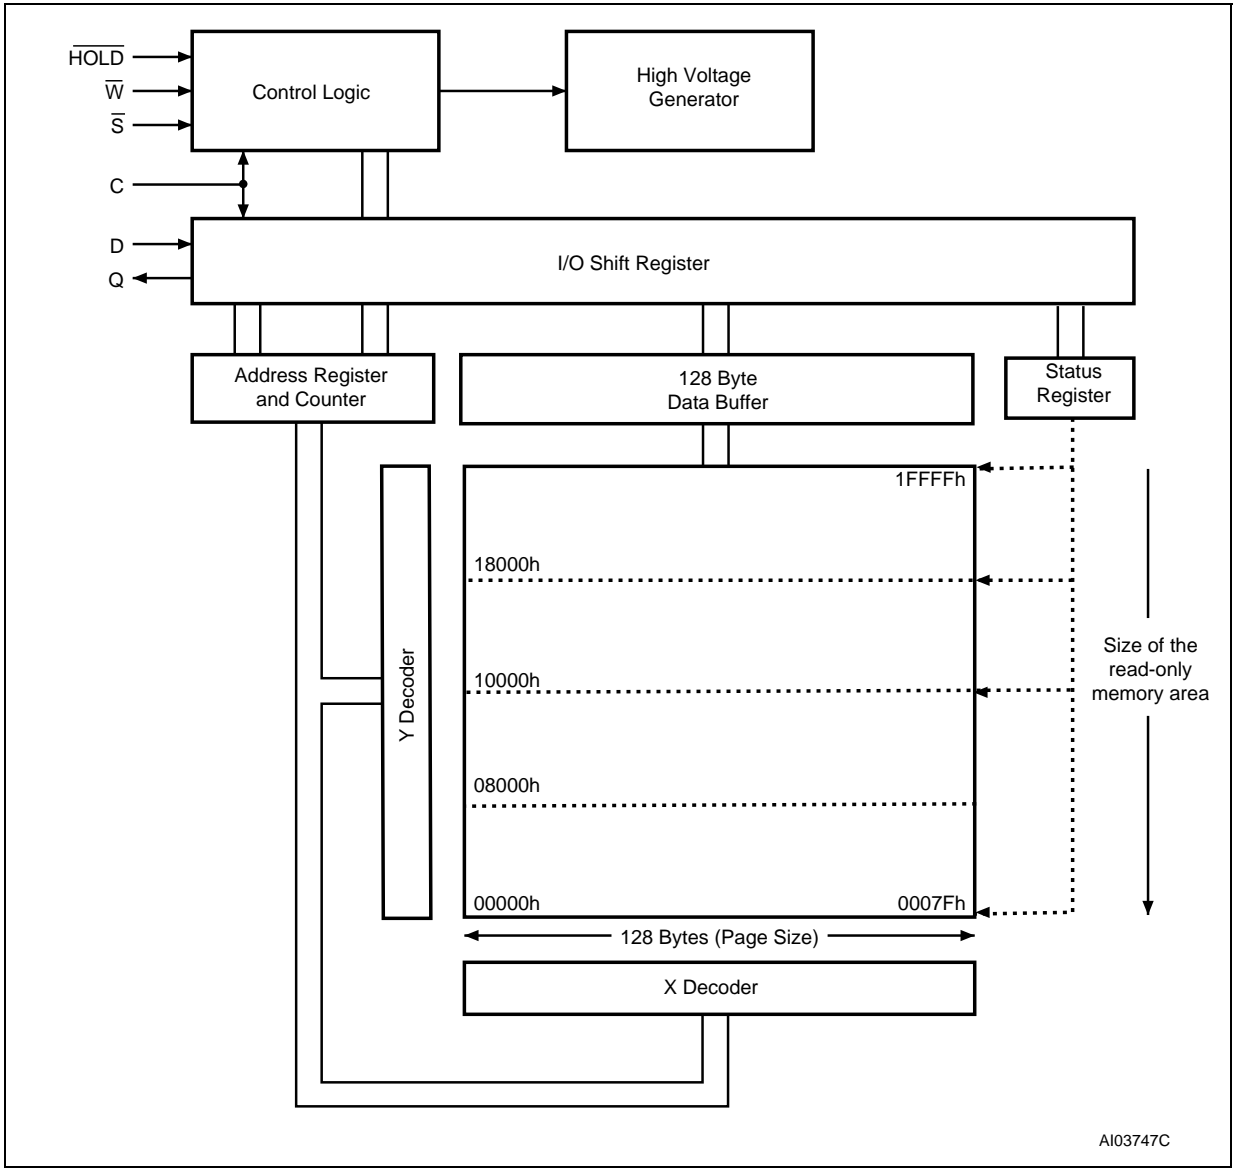 HOLD
W
S
Control Logic
High Voltage
Generator
C
D
Q
I/O Shift Register
Address Register
and Counter
128 Byte
Data Buffer
Status
Register
1FFFFh
18000h
10000h
08000h
00000h
0007Fh
Y Decoder
Size of the
read-only
memory area
128 Bytes (Page Size)
X Decoder
AI03747C